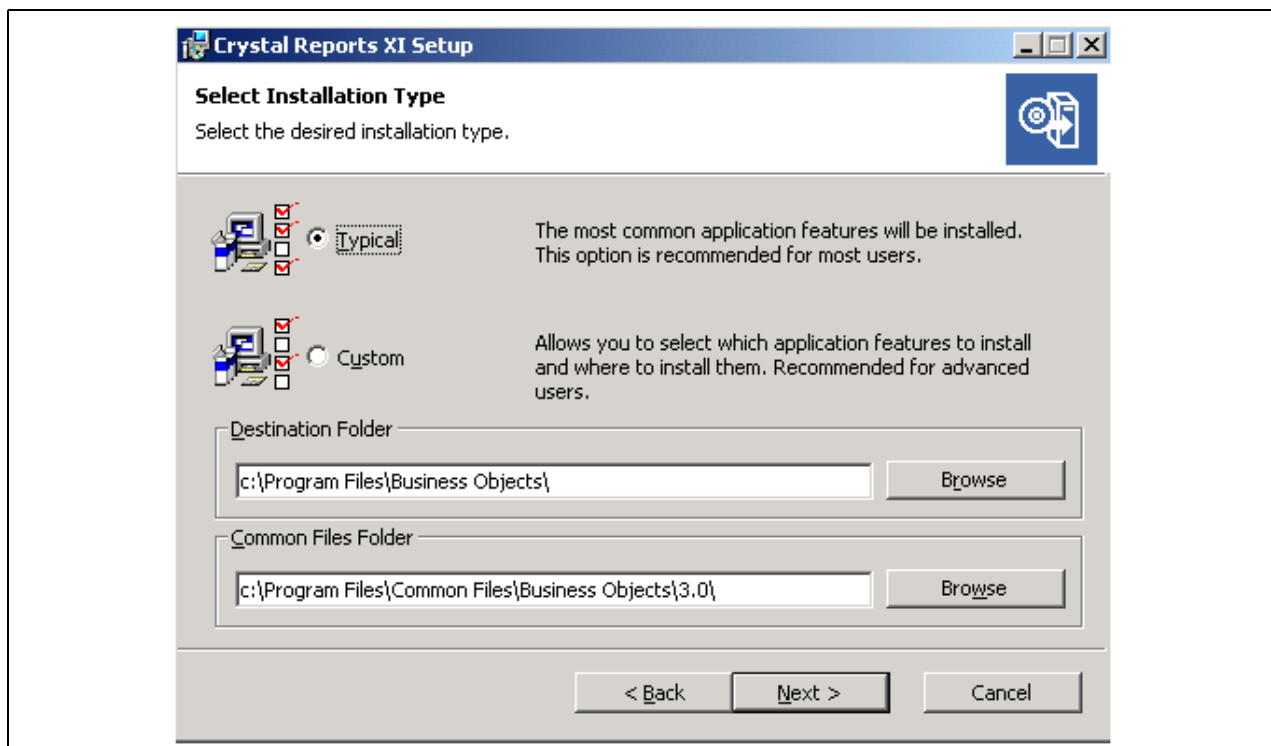 Crystal Reports XI Setup
Select Installation Type
Select the desired installation type.
Typical
The most common application features will be installed.
This option is recommended for most users.
Custom
Allows you to select which application features to install
and where to install them. Recommended for advanced
users.
Destination Folder
c:\Program Files\Business Objects\
Browse
Common Files Folder
c:\Program Files\Common Files\Business Objects\3.0\
Browse
< Back
Next >
Cancel